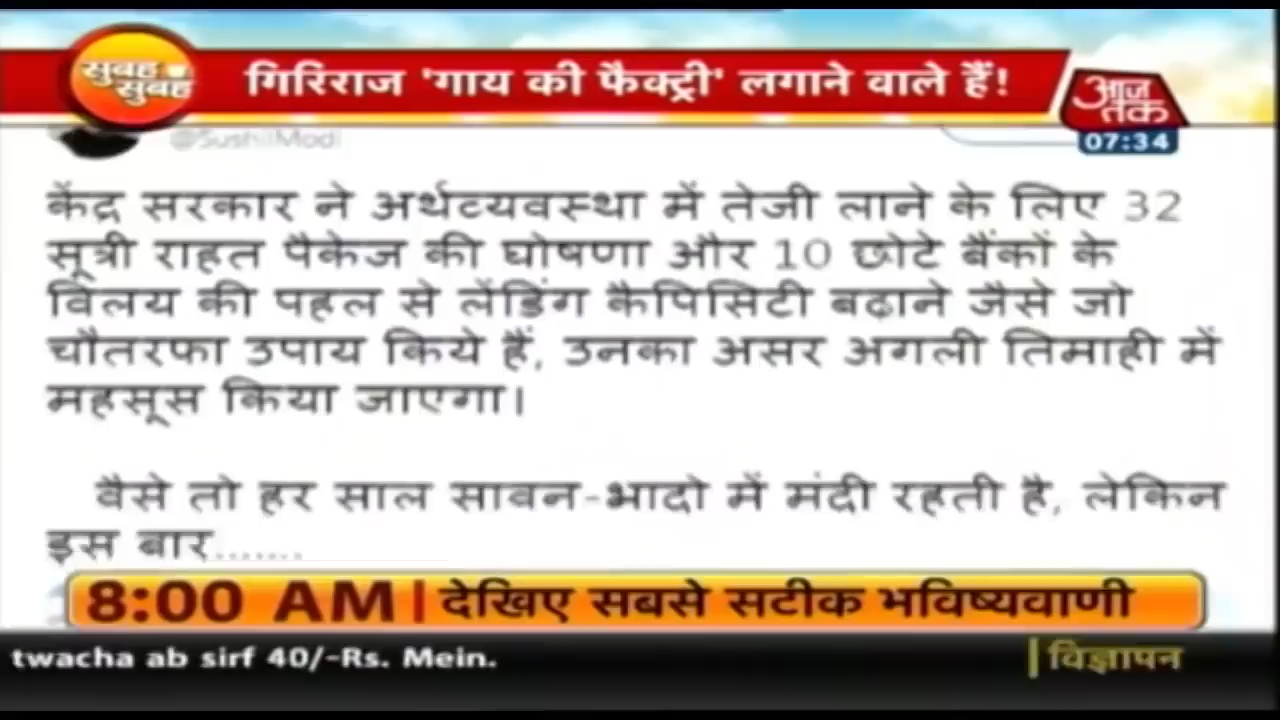 सुबह सुबह
गिरिराज 'गाय की फैक्ट्री' लगाने वाले हैं!
आज तक
07:34
@SushilModi
केंद्र सरकार ने अर्थव्यवस्था में तेजी लाने के लिए 32
सूत्री राहत पैकेज की घोषणा और 10 छोटे बैंकों के
विलय की पहल से लेंडिंग कैपिसिटी बढ़ाने जैसे जो
चौतरफा उपाय किये हैं, उनका असर अगली तिमाही में
महसूस किया जाएगा।
वैसे तो हर साल सावन-भादो में मंदी रहती है, लेकिन
इस बार.......
8:00 AM | देखिए सबसे सटीक भविष्यवाणी
twacha ab sirf 40/-Rs. Mein.
| विज्ञापन